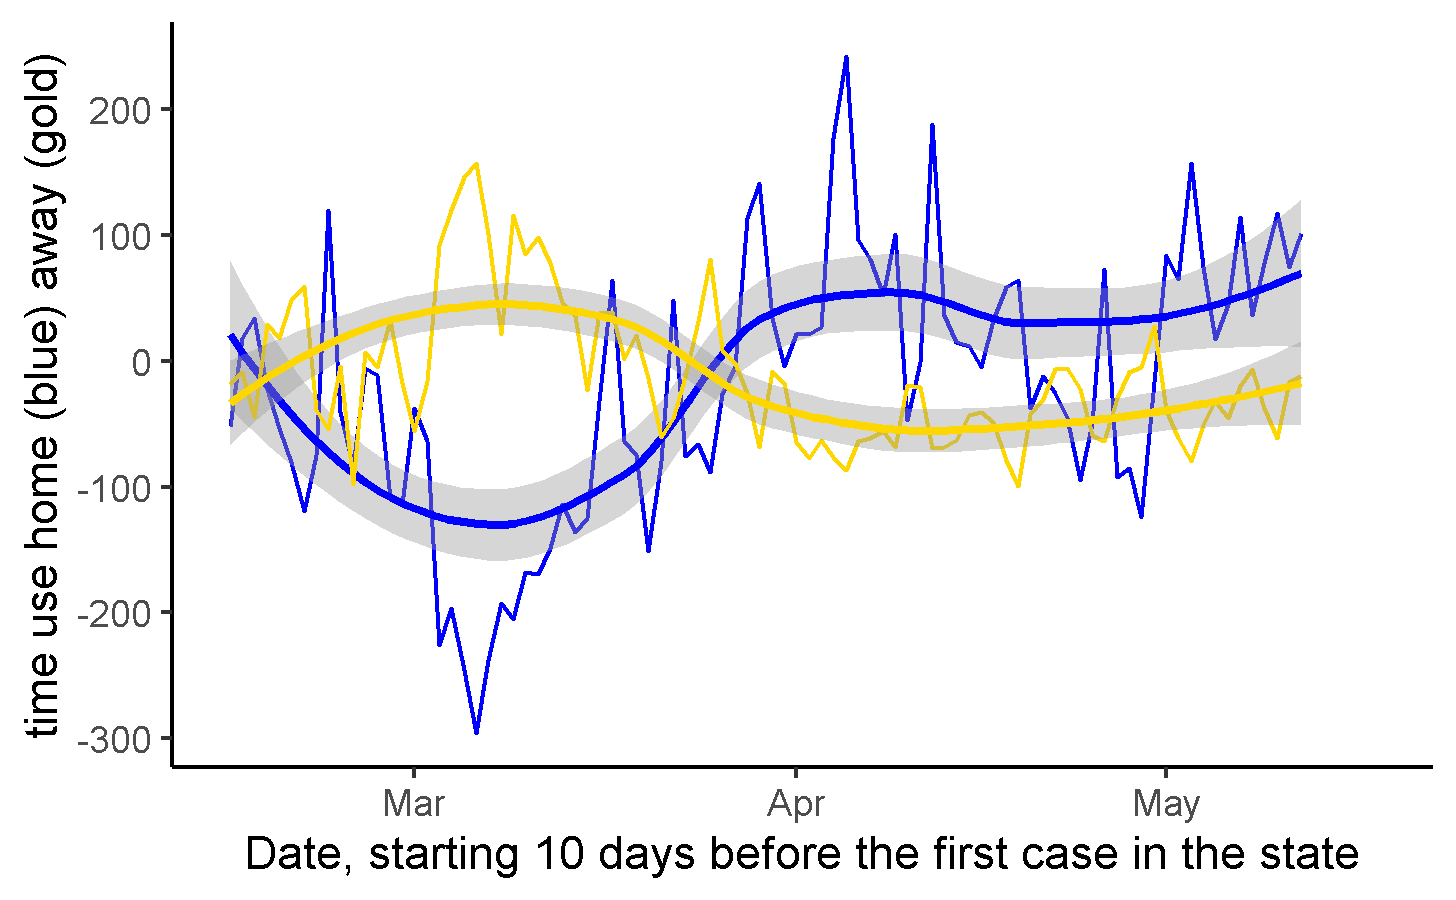 time use home (blue) away (gold)
200
100
0
-100
-200
-300
Mar Apr May
Date, starting 10 days before the first case in the state